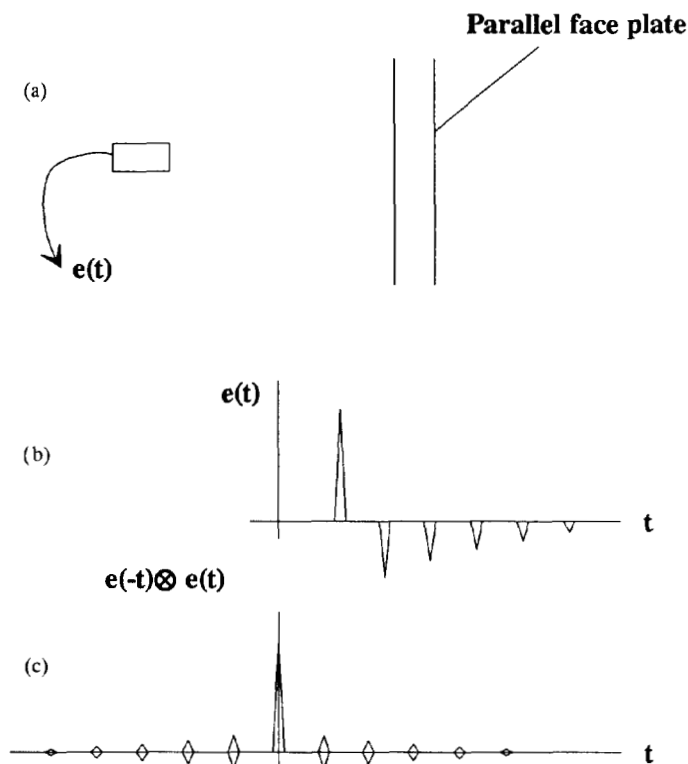 Parallel face plate
(a)
e(t)
e(t)
(b)
t
e(-t)⊗ e(t)
(c)
t